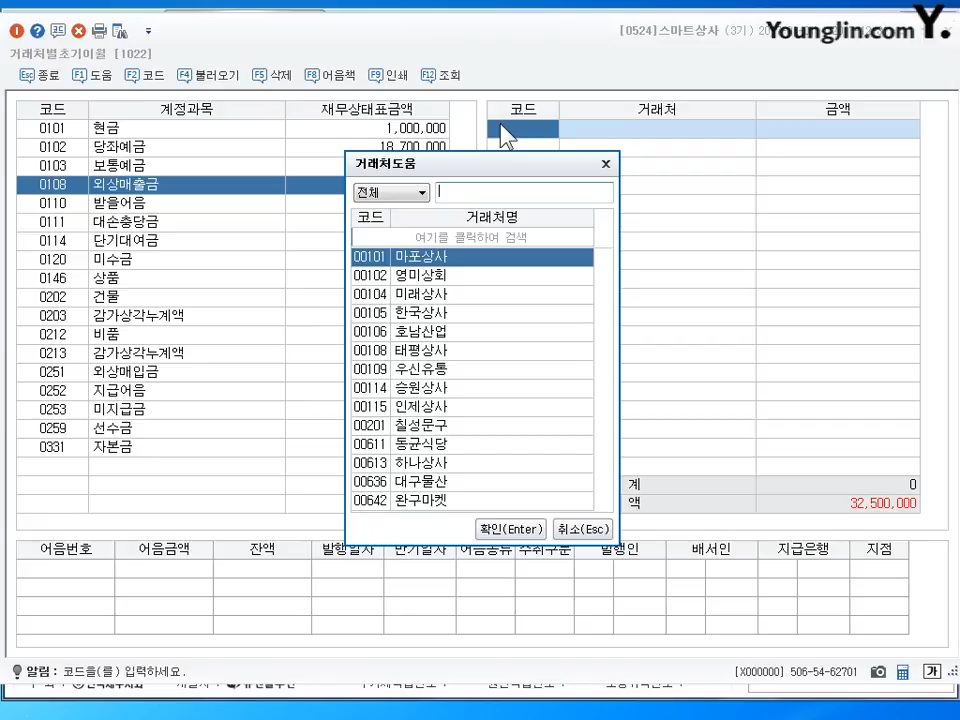 YoungJin.com Y.
[0524]스마트상사 (3기)
거래처별초기이월 [1022]
Esc 종료 F1 도움 F2 코드 F4 불러오기 F5 삭제 F8 어음책 F9 인쇄 F12 조회
코드 계정과목 재무상태표금액
0101 현금 1,000,000
0102 당좌예금 18,700,000
0103 보통예금
0108 외상매출금
0110 받을어음
0111 대손충당금
0114 단기대여금
0120 미수금
0146 상품
0202 건물
0203 감가상각누계액
0212 비품
0213 감가상각누계액
0251 외상매입금
0252 지급어음
0253 미지급금
0259 선수금
0331 자본금
코드 거래처 금액
계 0
액 32,500,000
거래처도움
전체
코드 거래처명
여기를 클릭하여 검색
00101 마포상사
00102 영미상회
00104 미래상사
00105 한국상사
00106 호남산업
00108 태평상사
00109 우신유통
00114 승원상사
00115 인제상사
00201 칠성문구
00611 동균식당
00613 하나상사
00636 대구물산
00642 완구마켓
확인(Enter) 취소(Esc)
어음번호 어음금액 잔액 발행일자 만기일자 어음종류 수취구분 발행인 배서인 지급은행 지점
알림 : 코드을(를) 입력하세요.
[X000000] 506-54-62701 가